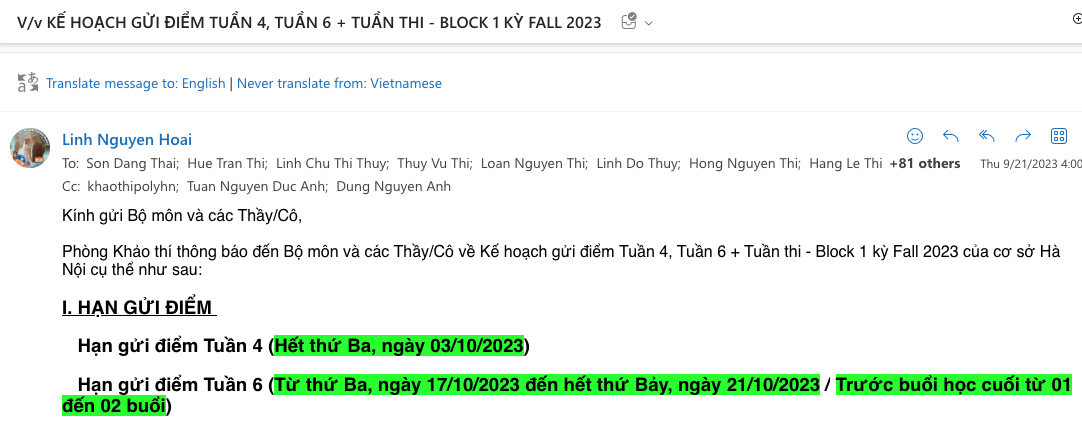 V/v KẾ HOẠCH GỬI ĐIỂM TUẦN 4, TUẦN 6 + TUẦN THI - BLOCK 1 KỲ FALL 2023
Translate message to: English | Never translate from: Vietnamese
Linh Nguyen Hoai
To: Son Dang Thai; Hue Tran Thi; Linh Chu Thi Thuy; Thuy Vu Thi; Loan Nguyen Thi; Linh Do Thuy; Hong Nguyen Thi; Hang Le Thi +81 others Thu 9/21/2023 4:00
Cc: khaothipolyhn; Tuan Nguyen Duc Anh; Dung Nguyen Anh
Kính gửi Bộ môn và các Thầy/Cô,
Phòng Khảo thí thông báo đến Bộ môn và các Thầy/Cô về Kế hoạch gửi điểm Tuần 4, Tuần 6 + Tuần thi - Block 1 kỳ Fall 2023 của cơ sở Hà
Nội cụ thể như sau:
I. HẠN GỬI ĐIỂM
Hạn gửi điểm Tuần 4 (Hết thứ Ba, ngày 03/10/2023)
Hạn gửi điểm Tuần 6 (Từ thứ Ba, ngày 17/10/2023 đến hết thứ Bảy, ngày 21/10/2023 / Trước buổi học cuối từ 01
đến 02 buổi)